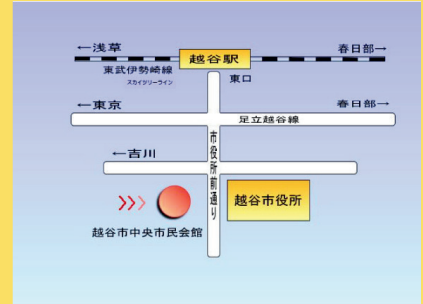 ←浅草
越谷駅
春日部→
東武伊勢崎線
スカイツリーライン
東口
←東京
春日部→
足立越谷線
←吉川
市役所前通り
越谷市役所
越谷市中央市民会館